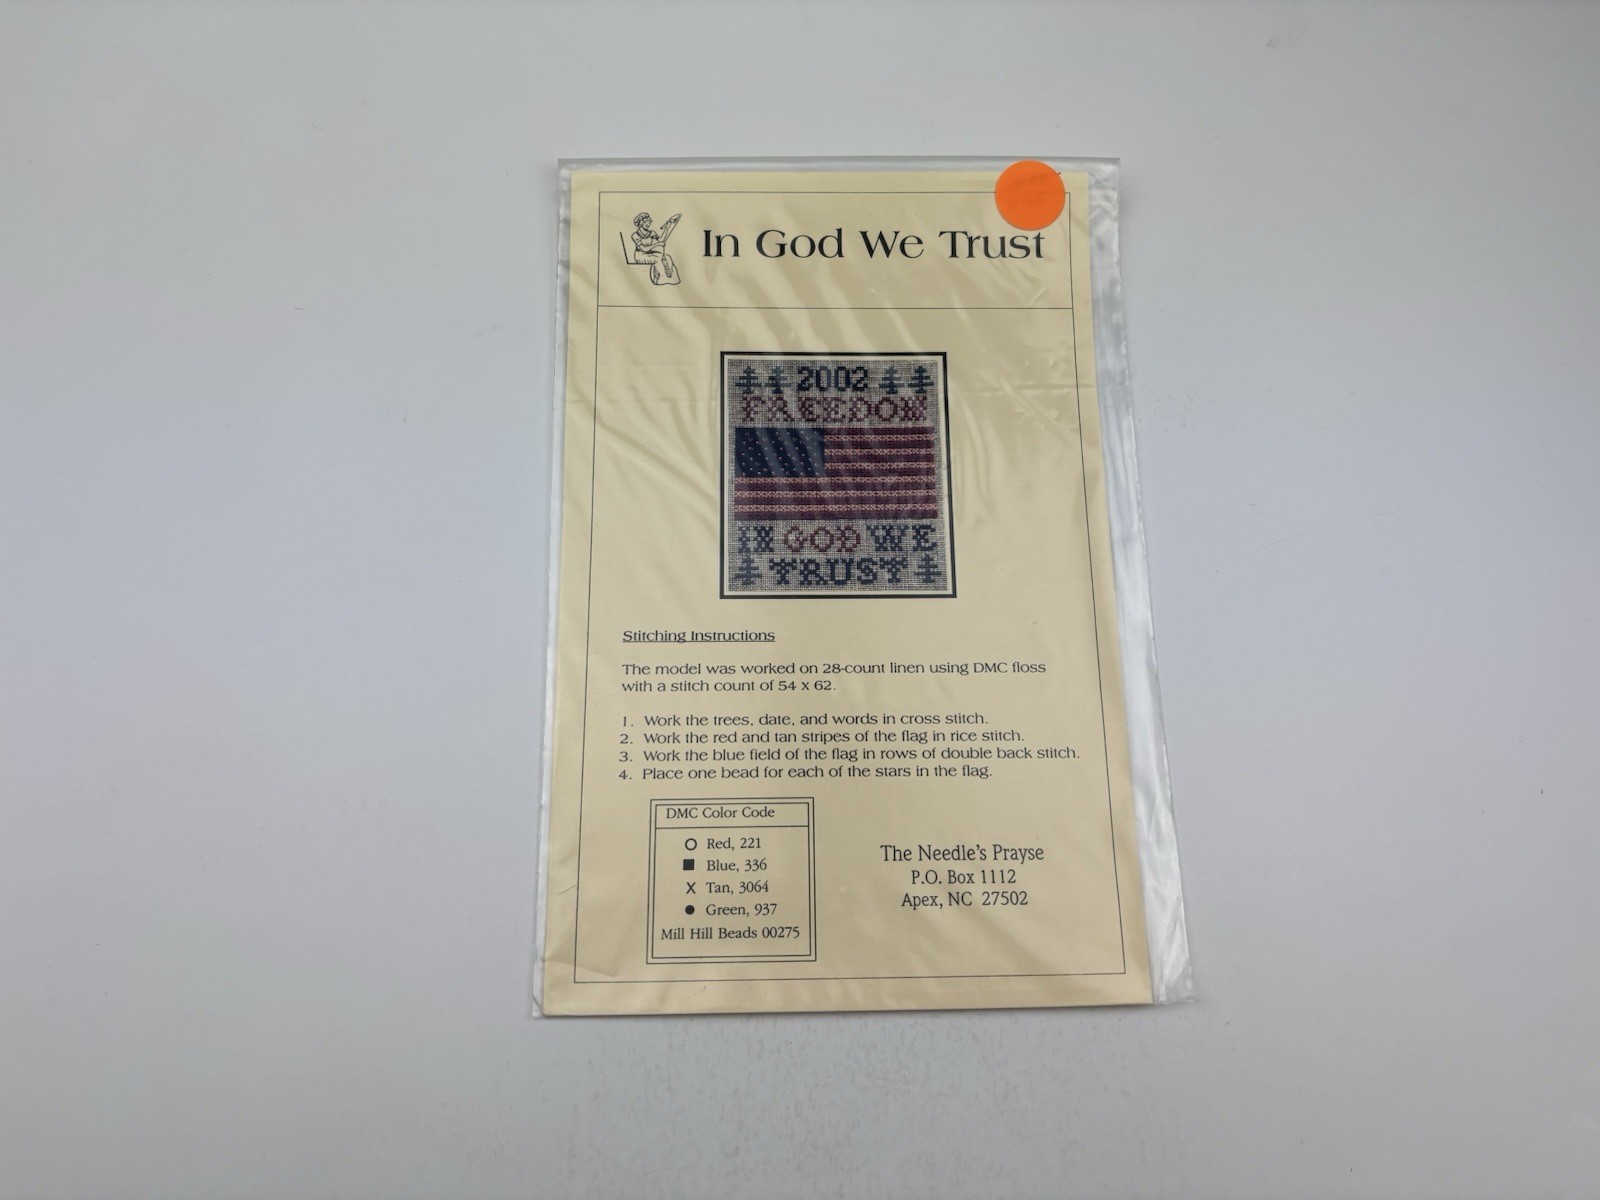 In God We Trust
2002
FREEDOM
IN GOD WE
TRUST
Stitching Instructions
The model was worked on 28-count linen using DMC floss
with a stitch count of 54 x 62.
1. Work the trees, date, and words in cross stitch.
2. Work the red and tan stripes of the flag in rice stitch.
3. Work the blue field of the flag in rows of double back stitch.
4. Place one bead for each of the stars in the flag.
DMC Color Code
Red, 221
Blue, 336
X Tan, 3064
Green, 937
Mill Hill Beads 00275
The Needle's Prayse
P.O. Box 1112
Apex, NC 27502